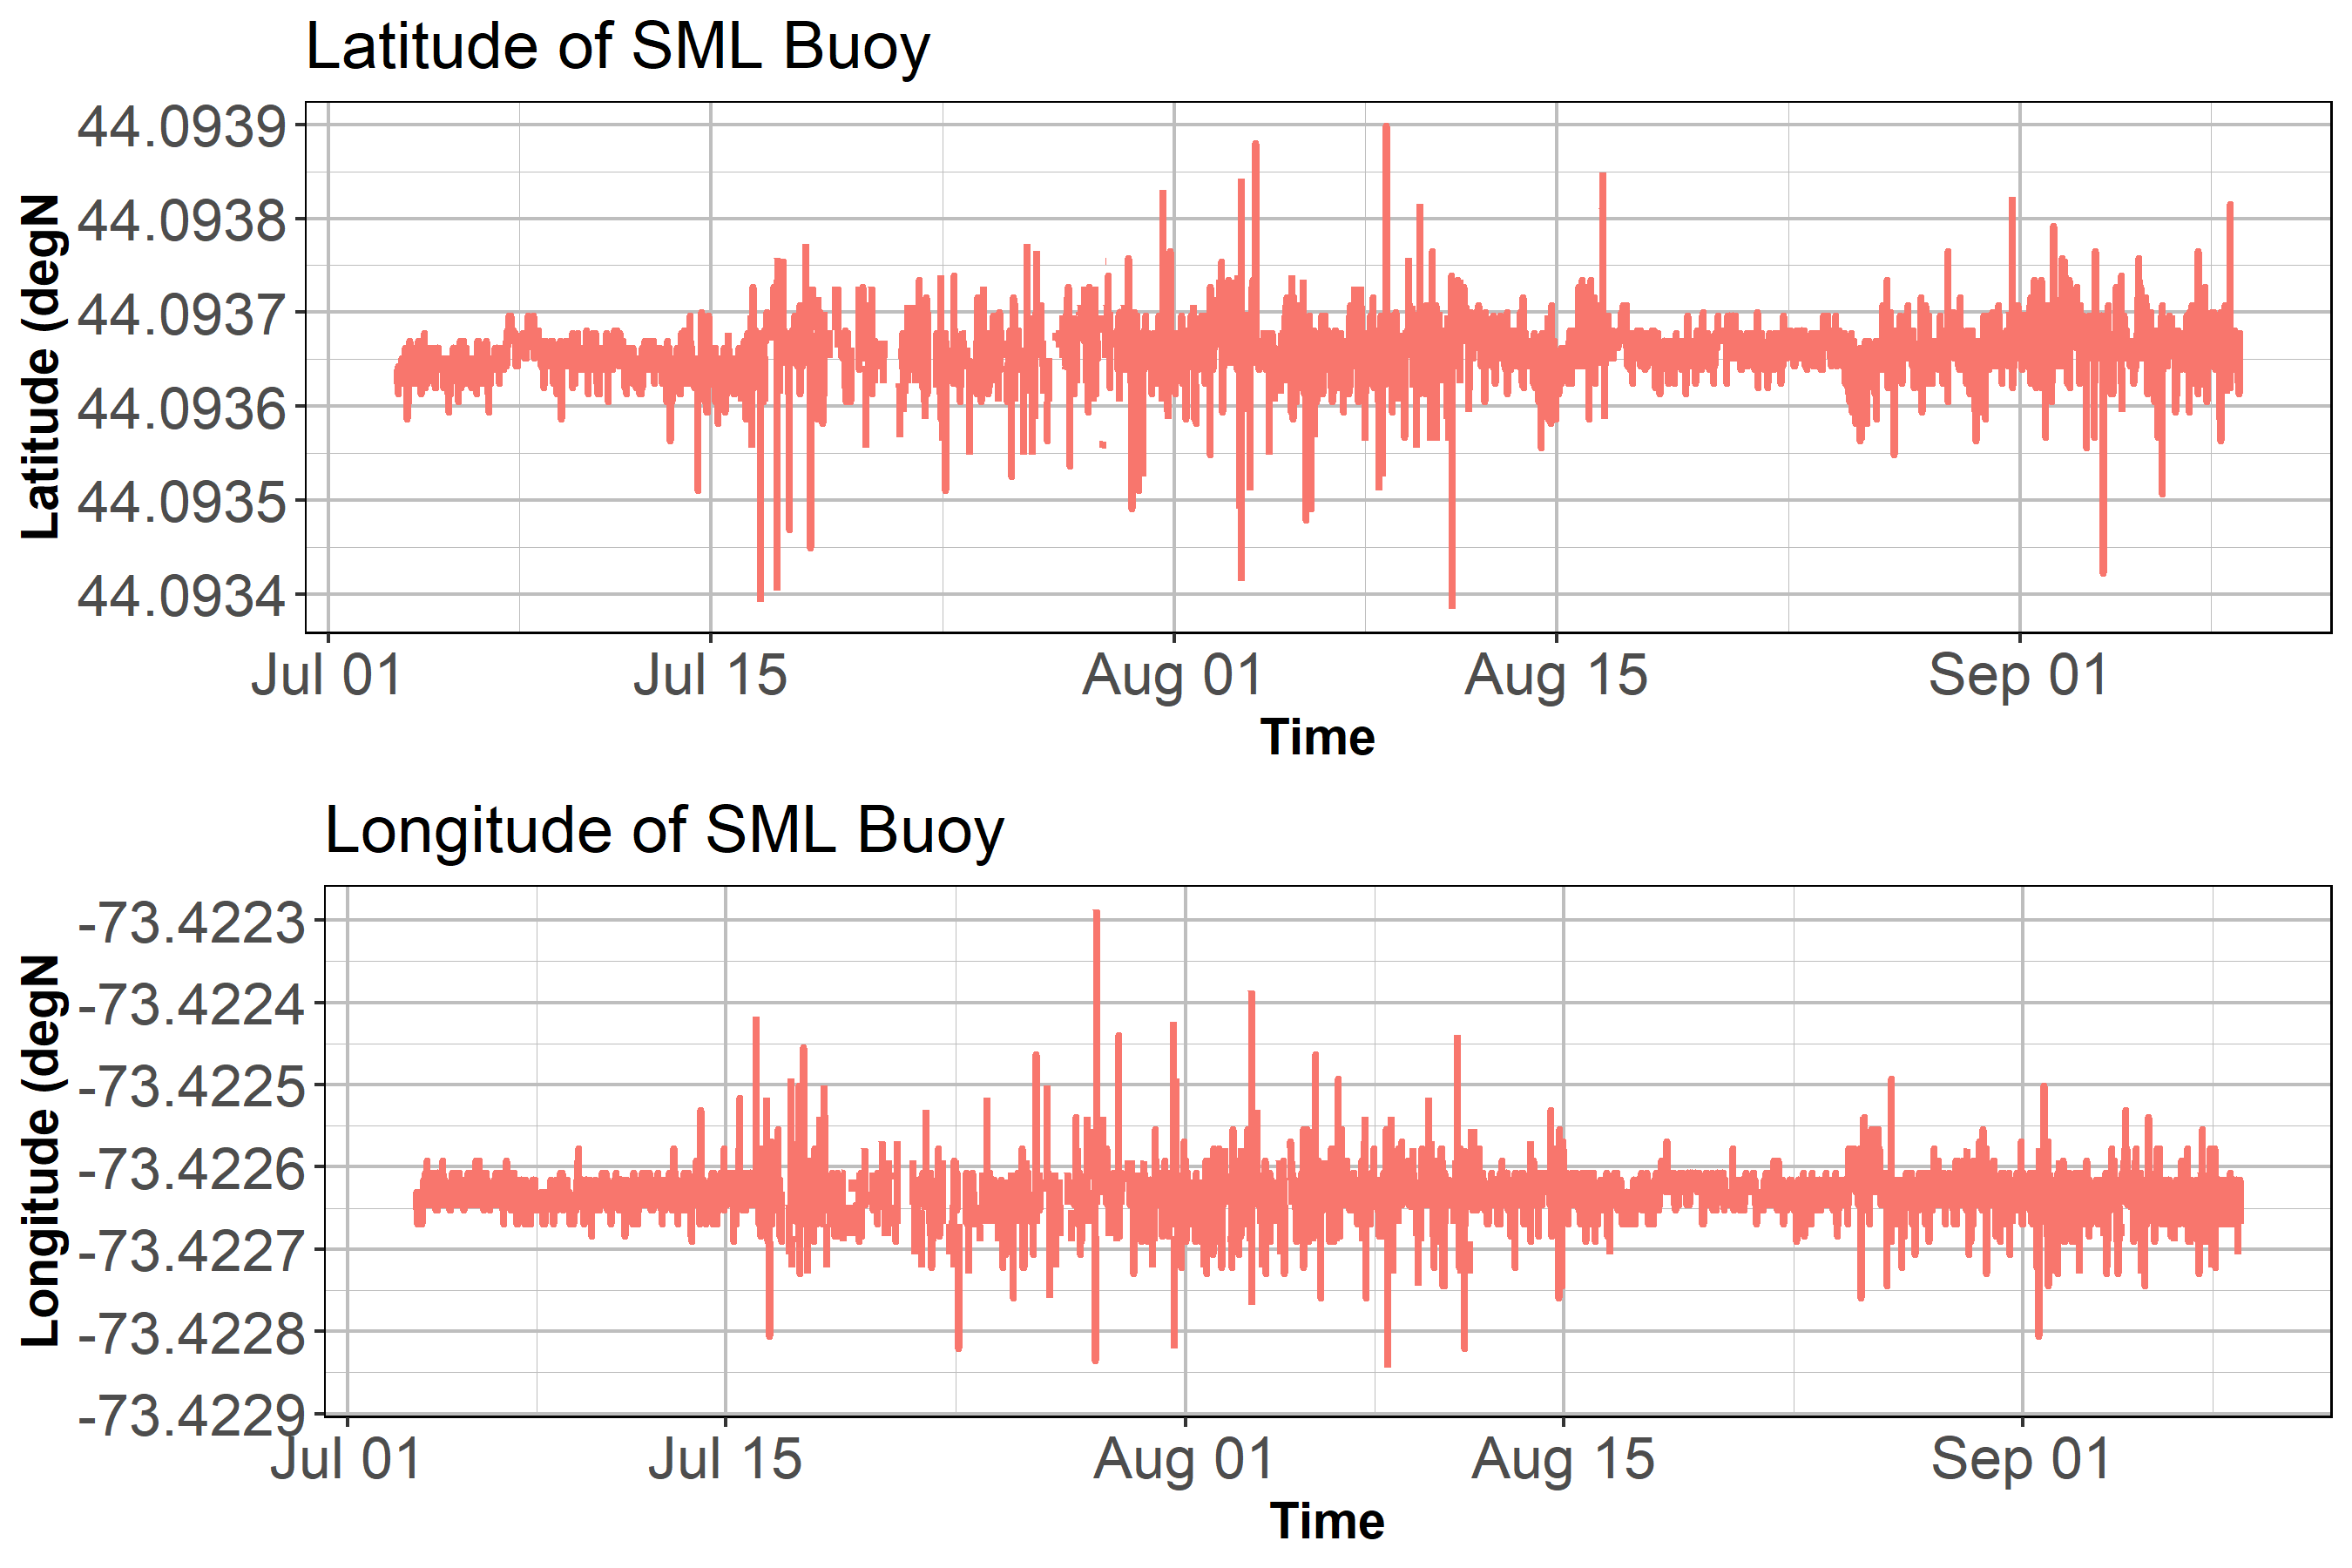 Latitude of SML Buoy
Latitude (degN
44.0939
44.0938
44.0937
44.0936
44.0935
44.0934
Jul 01 Jul 15 Aug 01 Aug 15 Sep 01
Time
Longitude of SML Buoy
Longitude (degN
-73.4223
-73.4224
-73.4225
-73.4226
-73.4227
-73.4228
-73.4229
Jul 01 Jul 15 Aug 01 Aug 15 Sep 01
Time